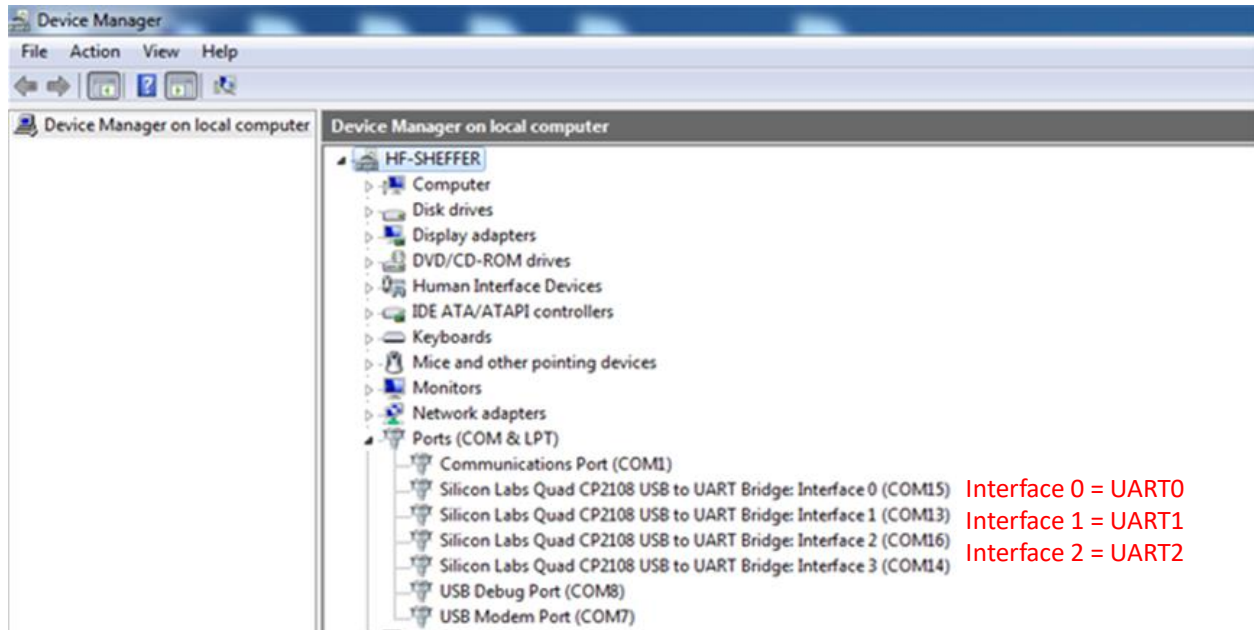 Device Manager
File Action View Help
Device Manager on local computer
Device Manager on local computer
HF-SHEFFER
Computer
Disk drives
Display adapters
DVD/CD-ROM drives
Human Interface Devices
IDE ATA/ATAPI controllers
Keyboards
Mice and other pointing devices
Monitors
Network adapters
Ports (COM & LPT)
Communications Port (COM1)
Silicon Labs Quad CP2108 USB to UART Bridge: Interface 0 (COM15) Interface 0 = UART0
Silicon Labs Quad CP2108 USB to UART Bridge: Interface 1 (COM13) Interface 1 = UART1
Silicon Labs Quad CP2108 USB to UART Bridge: Interface 2 (COM16) Interface 2 = UART2
Silicon Labs Quad CP2108 USB to UART Bridge: Interface 3 (COM14)
USB Debug Port (COM8)
USB Modem Port (COM7)